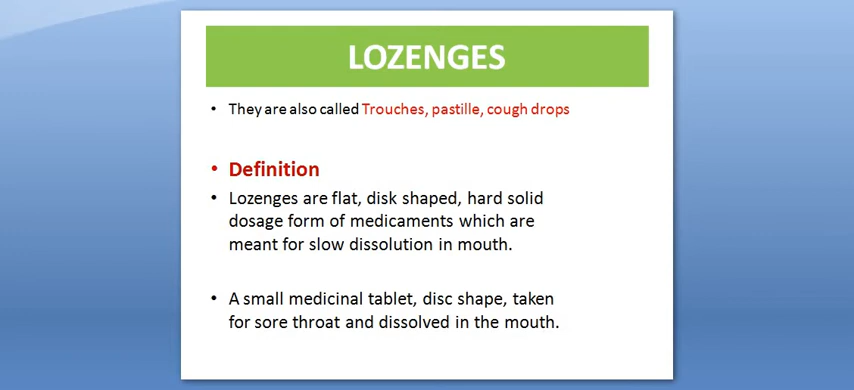 LOZENGES
• They are also called Trouches, pastille, cough drops
• Definition
• Lozenges are flat, disk shaped, hard solid
dosage form of medicaments which are
meant for slow dissolution in mouth.
• A small medicinal tablet, disc shape, taken
for sore throat and dissolved in the mouth.